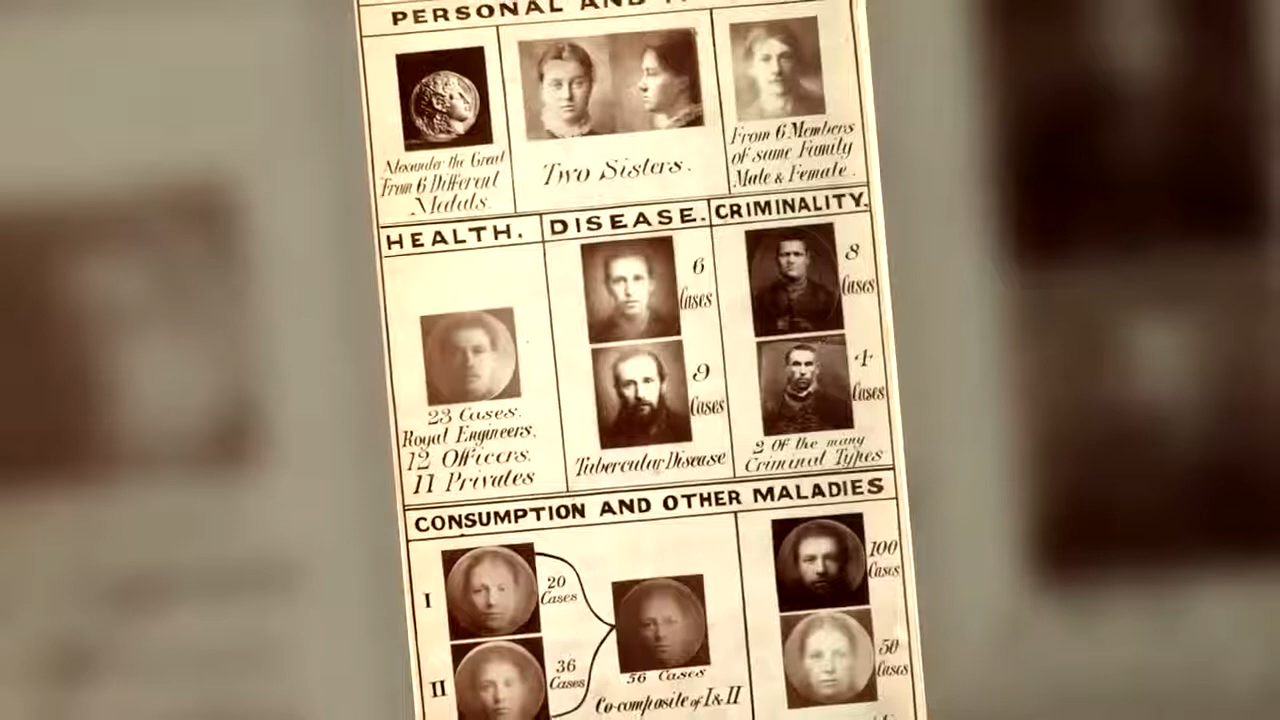 PERSONAL AND
Alexander the Great
From 6 Different
Medals.
Two Sisters.
From 6 Members
of same Family
Male & Female.
HEALTH.
DISEASE.
CRIMINALITY.
6
Cases
8
Cases
9
Cases
4
Cases
23 Cases.
Royal Engineers,
12 Officers.
11 Privates
Tubercular Disease
2 Of the many
Criminal Types
CONSUMPTION AND OTHER MALADIES
I
20
Cases
100
Cases
II
36
Cases
56 Cases
Co-composite of I & II
50
Cases